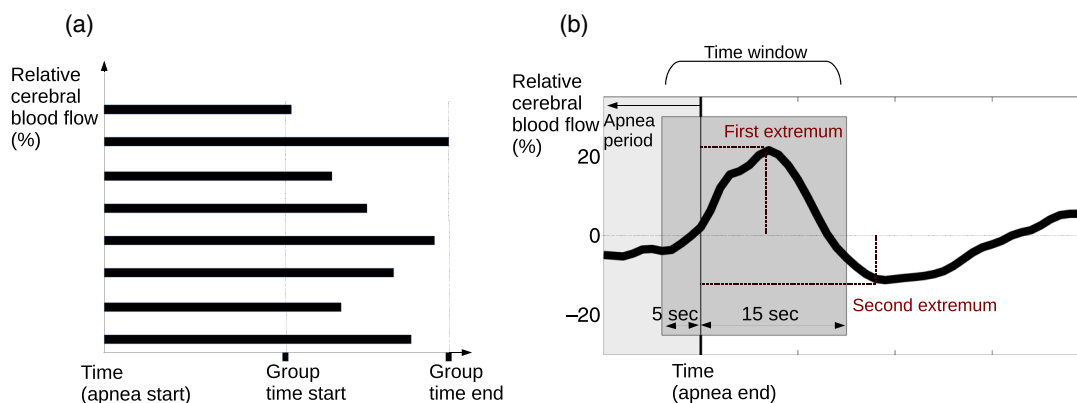 (a)
Relative
cerebral
blood flow
(%)
Time
(apnea start)
Group
time start
Group
time end
(b)
Time window
Relative
cerebral
blood flow
(%)
Apnea
period
First extremum
20
0
–20
5 sec
15 sec
Second extremum
Time
(apnea end)